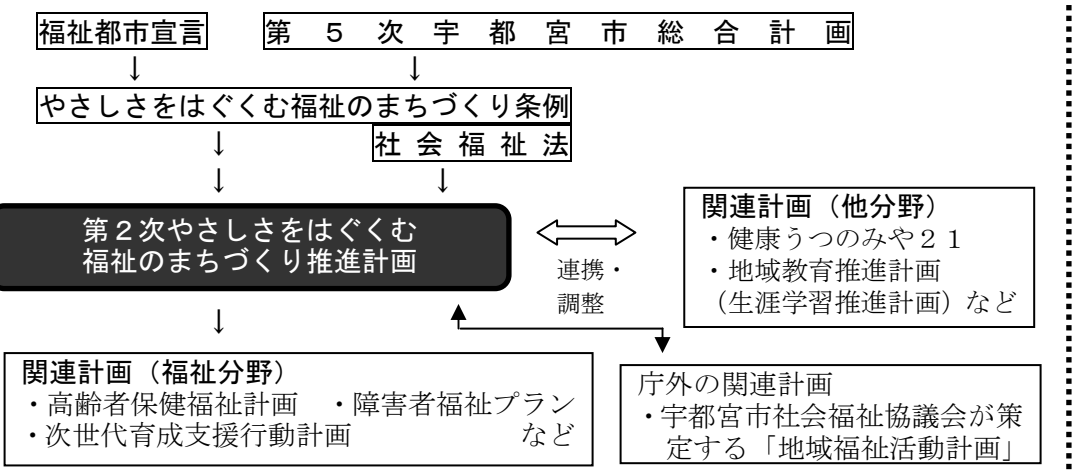 福祉都市宣言
第５次宇都宮市総合計画
↓ ↓
やさしさをはぐくむ福祉のまちづくり条例
↓
社会福祉法
↓ ↓
第２次やさしさをはぐくむ
福祉のまちづくり推進計画
連携・
調整
関連計画（他分野）
・健康うつのみや２１
・地域教育推進計画
（生涯学習推進計画）など
↓
関連計画（福祉分野）
・高齢者保健福祉計画 ・障害者福祉プラン
・次世代育成支援行動計画 など
庁外の関連計画
・宇都宮市社会福祉協議会が策
定する「地域福祉活動計画」